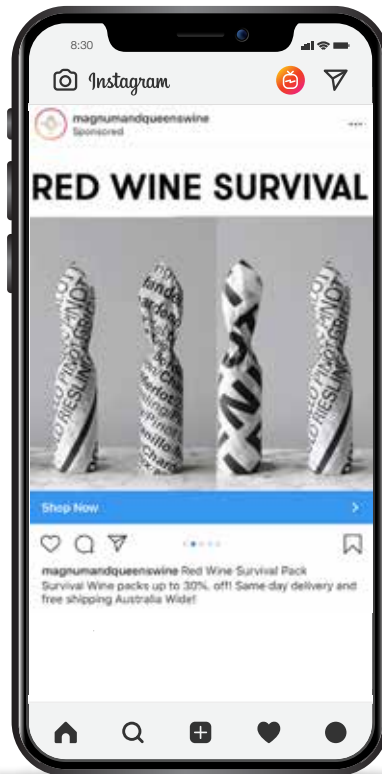 8:30
Instagram
magnumandqueenswine
Sponsored
RED WINE SURVIVAL
Shop Now
magnumandqueenswine Red Wine Survival Pack
Survival Wine packs up to 30%. off! Same day delivery and
free shipping Australia Wide!